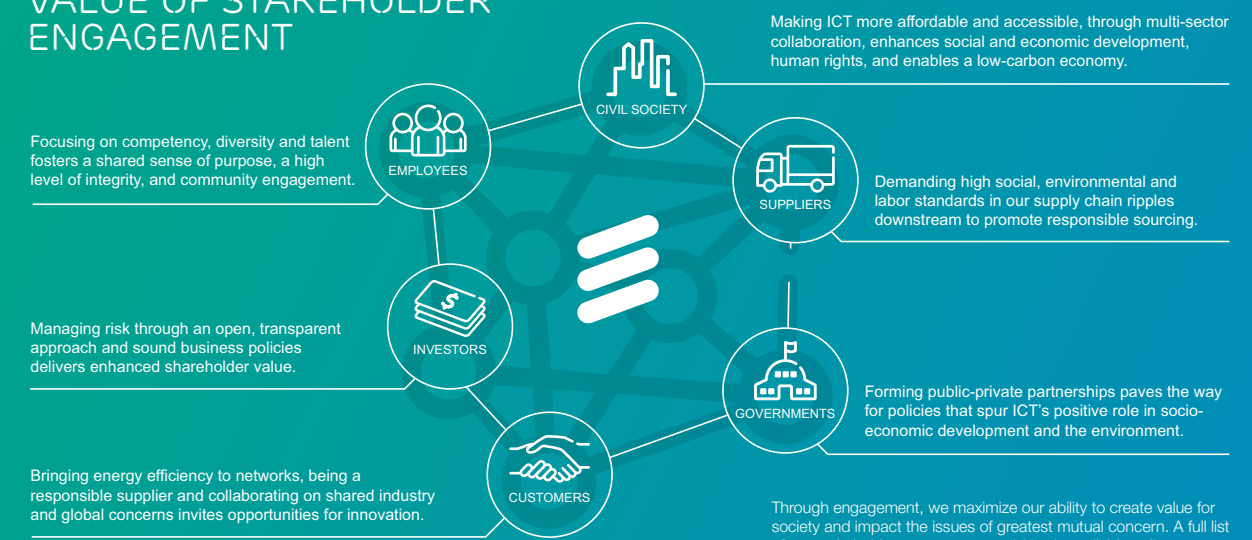 VALUE OF STAKEHOLDER
ENGAGEMENT
Making ICT more affordable and accessible, through multi-sector
collaboration, enhances social and economic development,
human rights, and enables a low-carbon economy.
CIVIL SOCIETY
Focusing on competency, diversity and talent
fosters a shared sense of purpose, a high
level of integrity, and community engagement.
EMPLOYEES
SUPPLIERS
Demanding high social, environmental and
labor standards in our supply chain ripples
downstream to promote responsible sourcing.
Managing risk through an open, transparent
approach and sound business policies
delivers enhanced shareholder value.
$
INVESTORS
GOVERNMENTS
Forming public-private partnerships paves the way
for policies that spur ICT's positive role in socio-
economic development and the environment.
Bringing energy efficiency to networks, being a
responsible supplier and collaborating on shared industry
and global concerns invites opportunities for innovation.
CUSTOMERS
Through engagement, we maximize our ability to create value for
society and impact the issues of greatest mutual concern. A full list